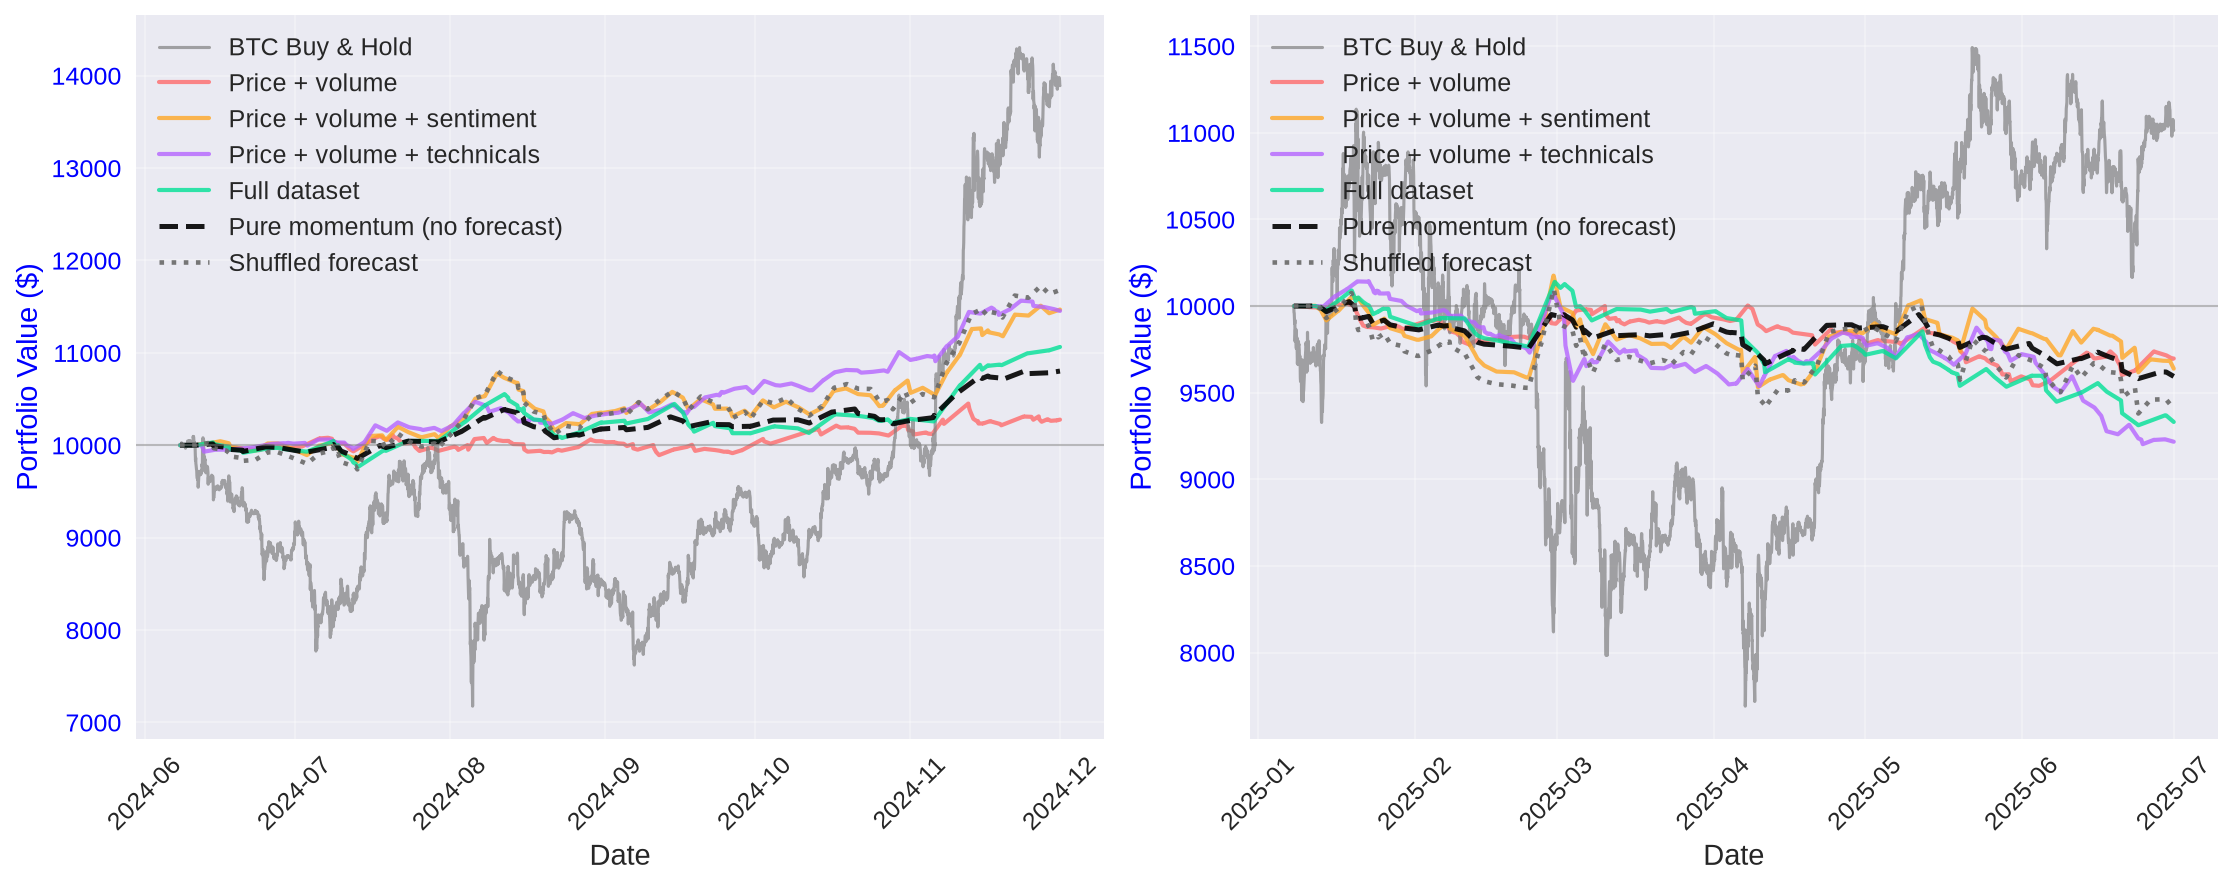 BTC Buy & Hold
Price + volume
Price + volume + sentiment
Price + volume + technicals
Full dataset
Pure momentum (no forecast)
Shuffled forecast
14000
13000
12000
11000
10000
9000
8000
7000
Portfolio Value ($)
2024-06
2024-07
2024-08
2024-09
2024-10
2024-11
2024-12
Date
BTC Buy & Hold
Price + volume
Price + volume + sentiment
Price + volume + technicals
Full dataset
Pure momentum (no forecast)
Shuffled forecast
11500
11000
10500
10000
9500
9000
8500
8000
Portfolio Value ($)
2025-01
2025-02
2025-03
2025-04
2025-05
2025-06
2025-07
Date